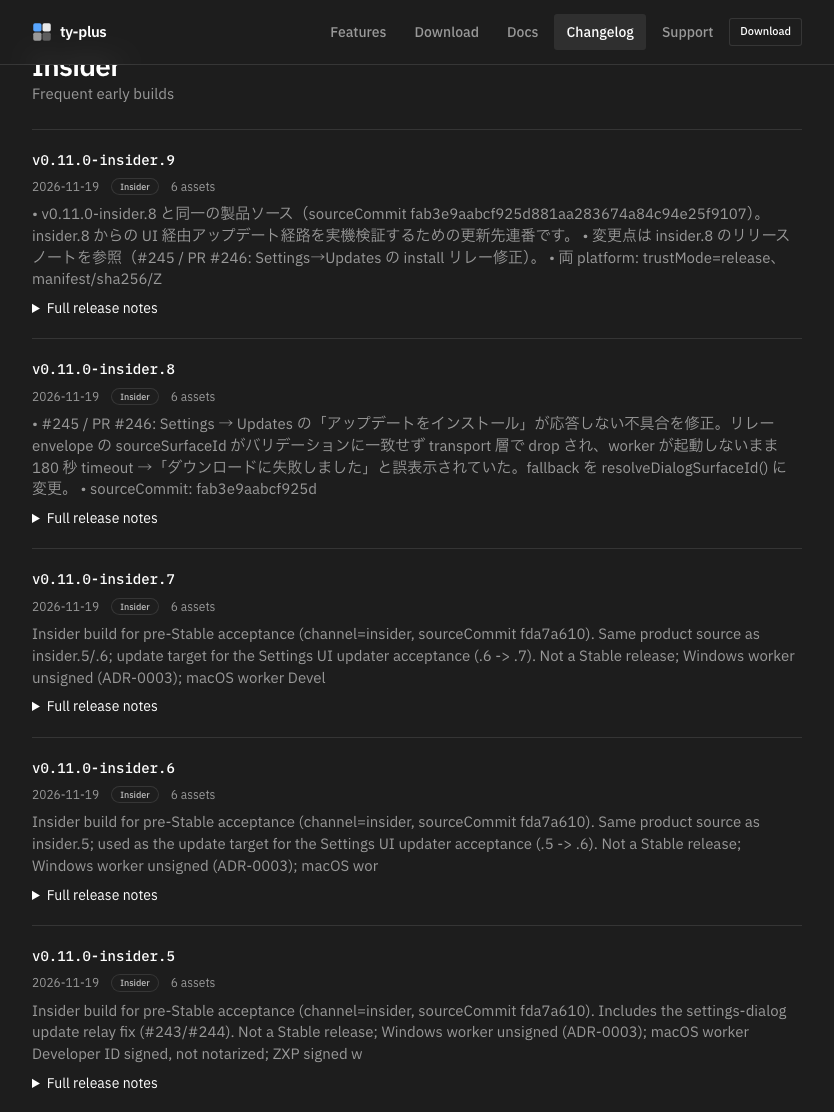 ty-plus
Features
Download
Docs
Changelog
Support
Download
Insider
Frequent early builds
v0.11.0-insider.9
2026-11-19 Insider 6 assets
• v0.11.0-insider.8 と同一の製品ソース（sourceCommit fab3e9aabcf925d881aa283674a84c94e25f9107）。
insider.8 からの UI 経由アップデート経路を実機検証するための更新先連番です。 • 変更点は insider.8 のリリース
ノートを参照（#245 / PR #246: Settings→Updates の install リレー修正）。 • 両 platform: trustMode=release、
manifest/sha256/Z
▶ Full release notes
v0.11.0-insider.8
2026-11-19 Insider 6 assets
• #245 / PR #246: Settings → Updates の「アップデートをインストール」が応答しない不具合を修正。リレー
envelope の sourceSurfaceId がバリデーションに一致せず transport 層で drop され、worker が起動しないまま
180 秒 timeout →「ダウンロードに失敗しました」と誤表示されていた。fallback を resolveDialogSurfaceId() に
変更。 • sourceCommit: fab3e9aabcf925d
▶ Full release notes
v0.11.0-insider.7
2026-11-19 Insider 6 assets
Insider build for pre-Stable acceptance (channel=insider, sourceCommit fda7a610). Same product source as
insider.5/.6; update target for the Settings UI updater acceptance (.6 -> .7). Not a Stable release; Windows worker
unsigned (ADR-0003); macOS worker Devel
▶ Full release notes
v0.11.0-insider.6
2026-11-19 Insider 6 assets
Insider build for pre-Stable acceptance (channel=insider, sourceCommit fda7a610). Same product source as
insider.5; used as the update target for the Settings UI updater acceptance (.5 -> .6). Not a Stable release;
Windows worker unsigned (ADR-0003); macOS wor
▶ Full release notes
v0.11.0-insider.5
2026-11-19 Insider 6 assets
Insider build for pre-Stable acceptance (channel=insider, sourceCommit fda7a610). Includes the settings-dialog
update relay fix (#243/#244). Not a Stable release; Windows worker unsigned (ADR-0003); macOS worker
Developer ID signed, not notarized; ZXP signed w
▶ Full release notes